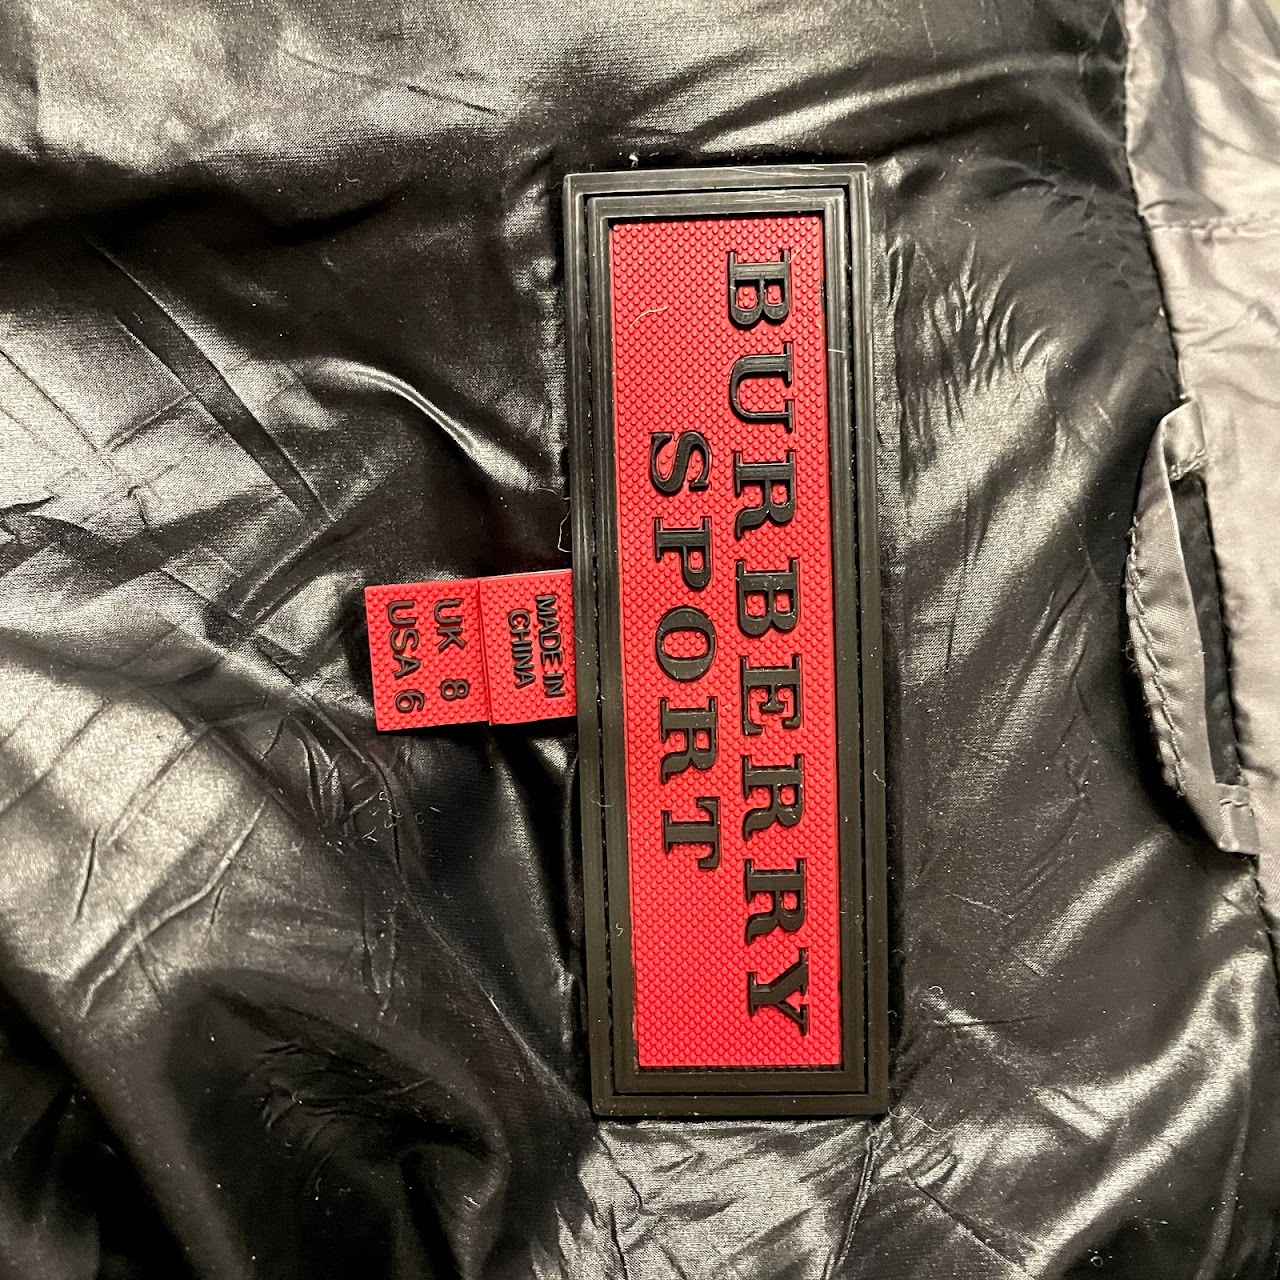 BURBERRY
SPORT
MADE IN
CHINA
UK 8
USA 6